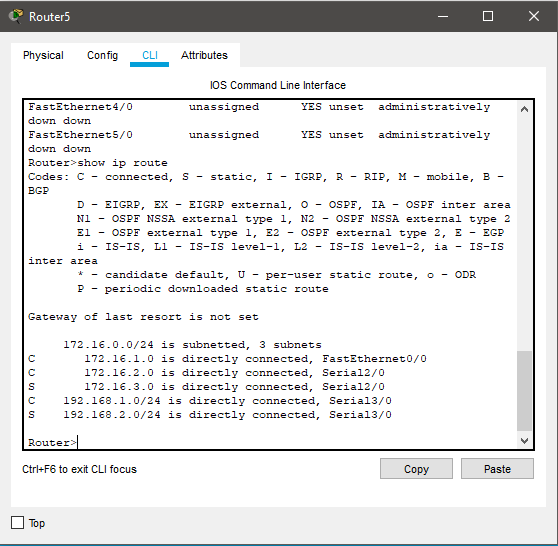 Router5
Physical Config CLI Attributes
IOS Command Line Interface
FastEthernet4/0        unassigned      YES unset  administratively
down down
FastEthernet5/0        unassigned      YES unset  administratively
down down
Router>show ip route
Codes: C - connected, S - static, I - IGRP, R - RIP, M - mobile, B -
BGP
       D - EIGRP, EX - EIGRP external, O - OSPF, IA - OSPF inter area
       N1 - OSPF NSSA external type 1, N2 - OSPF NSSA external type 2
       E1 - OSPF external type 1, E2 - OSPF external type 2, E - EGP
       i - IS-IS, L1 - IS-IS level-1, L2 - IS-IS level-2, ia - IS-IS
inter area
       * - candidate default, U - per-user static route, o - ODR
       P - periodic downloaded static route
Gateway of last resort is not set
     172.16.0.0/24 is subnetted, 3 subnets
C       172.16.1.0 is directly connected, FastEthernet0/0
C       172.16.2.0 is directly connected, Serial2/0
S       172.16.3.0 is directly connected, Serial2/0
C    192.168.1.0/24 is directly connected, Serial3/0
S    192.168.2.0/24 is directly connected, Serial3/0
Router>
Ctrl+F6 to exit CLI focus
Copy Paste
Top